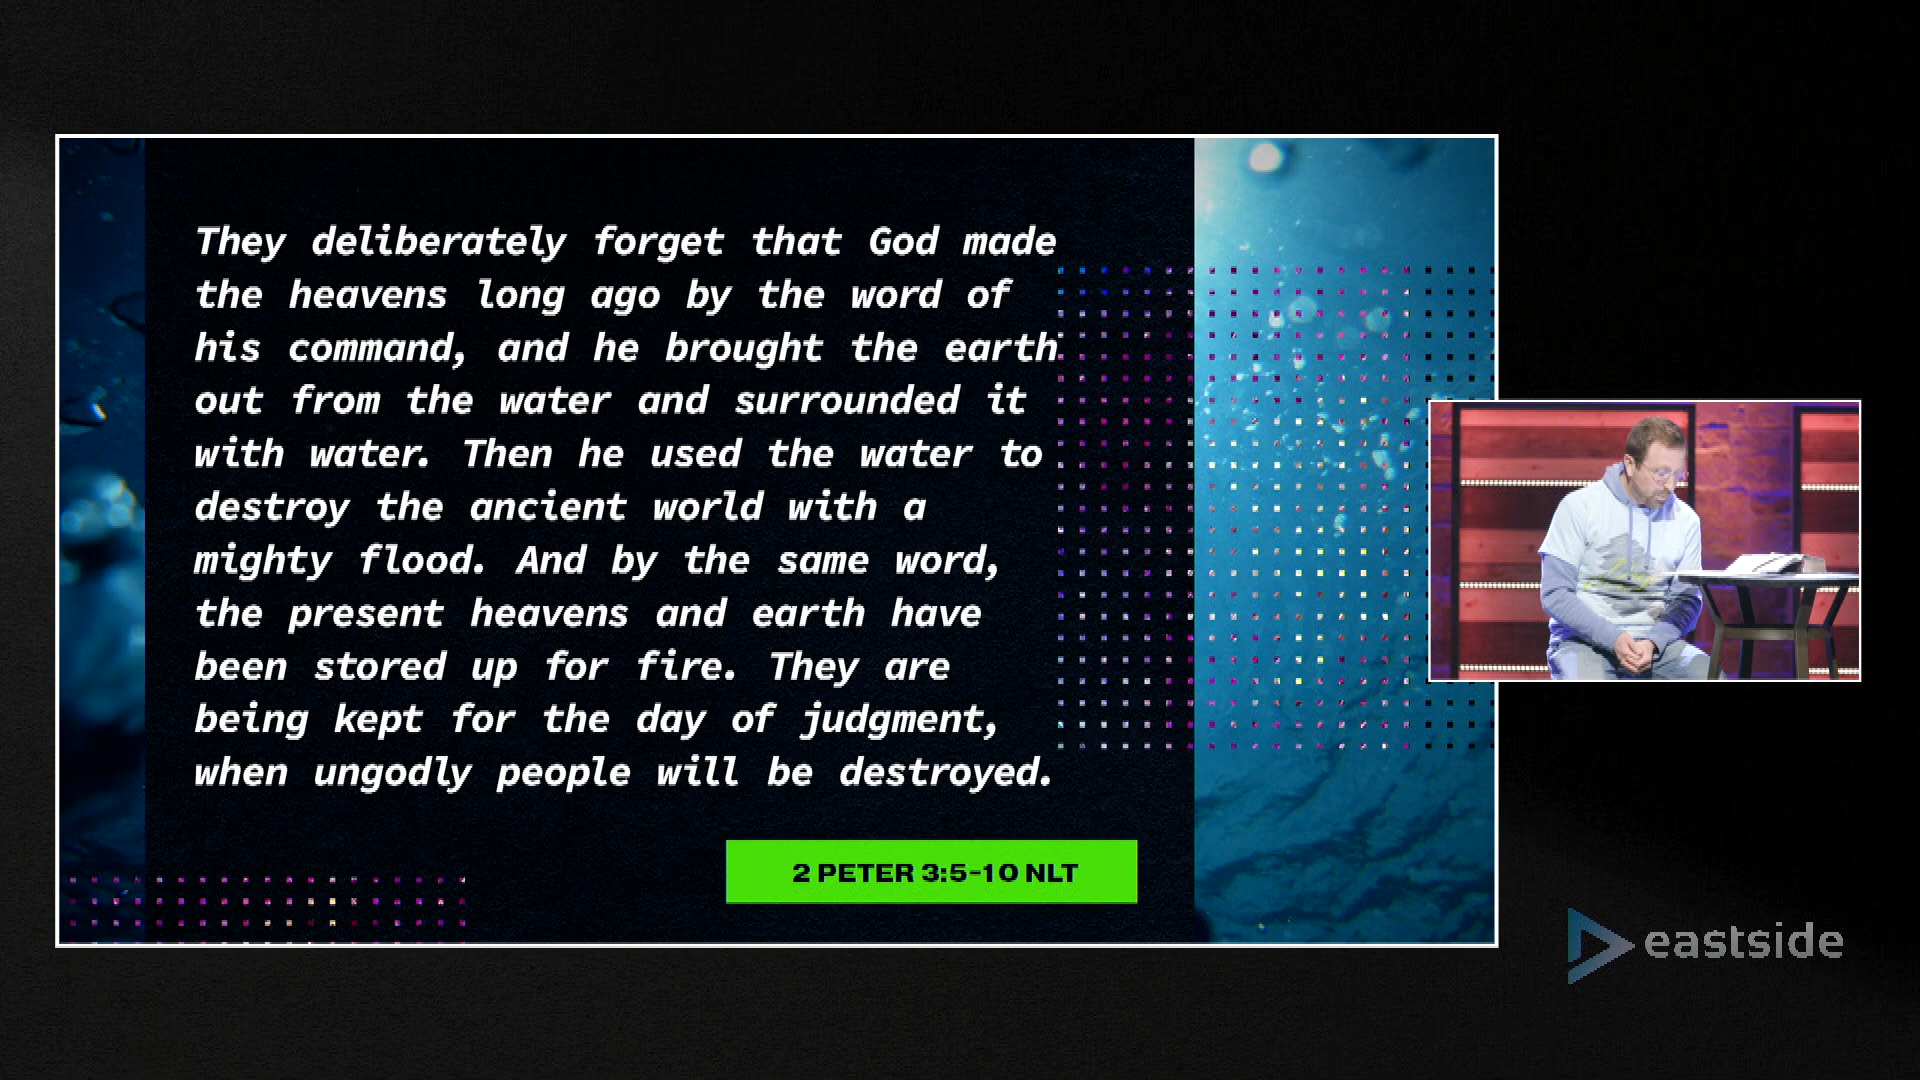 They deliberately forget that God made
the heavens long ago by the word of
his command, and he brought the earth
out from the water and surrounded it
with water. Then he used the water to
destroy the ancient world with a
mighty flood. And by the same word,
the present heavens and earth have
been stored up for fire. They are
being kept for the day of judgment,
when ungodly people will be destroyed.
2 PETER 3:5-10 NLT
eastside